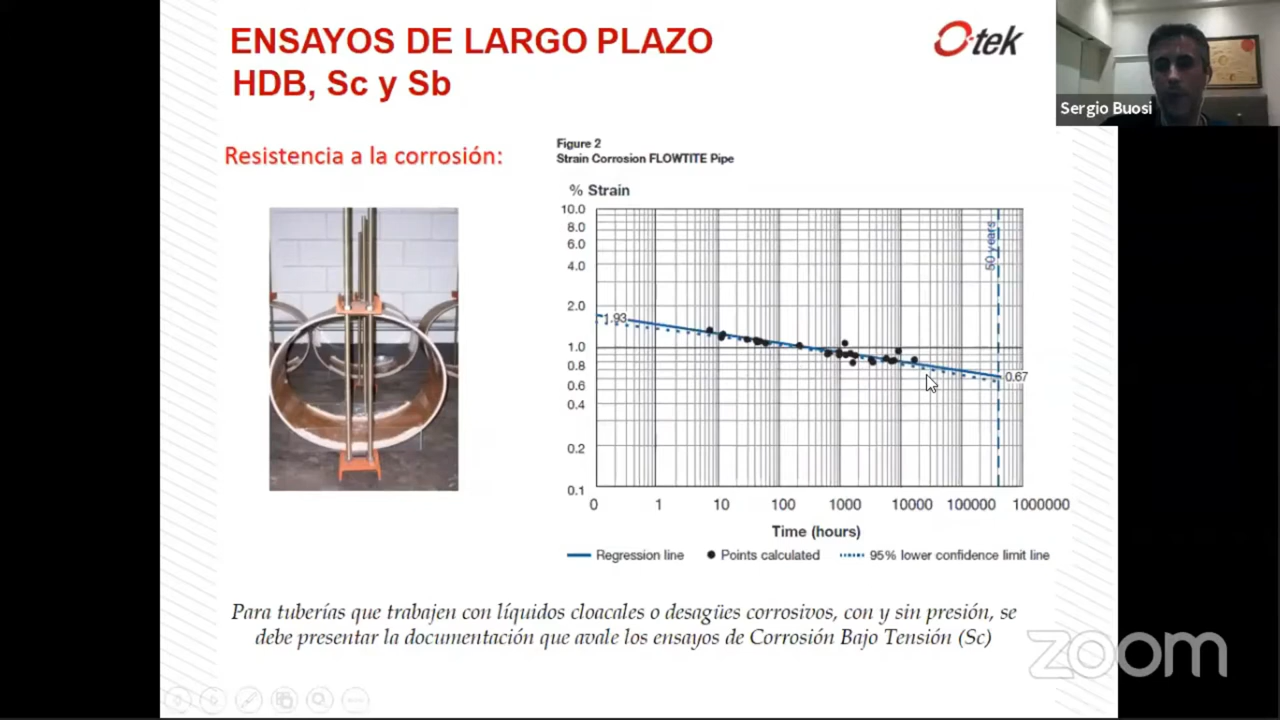 ENSAYOS DE LARGO PLAZO
HDB, Sc y Sb
O-tek
Sergio Buosi
Resistencia a la corrosión:
Figure 2
Strain Corrosion FLOWTITE Pipe
% Strain
10.0
8.0
6.0
4.0
2.0
1.0
0.8
0.6
0.4
0.2
0.1
1.93
50 years
0.67
0 1 10 100 1000 10000 100000 1000000
Time (hours)
Regression line Points calculated 95% lower confidence limit line
Para tuberías que trabajen con líquidos cloacales o desagües corrosivos, con y sin presión, se
debe presentar la documentación que avale los ensayos de Corrosión Bajo Tensión (Sc)
zoom